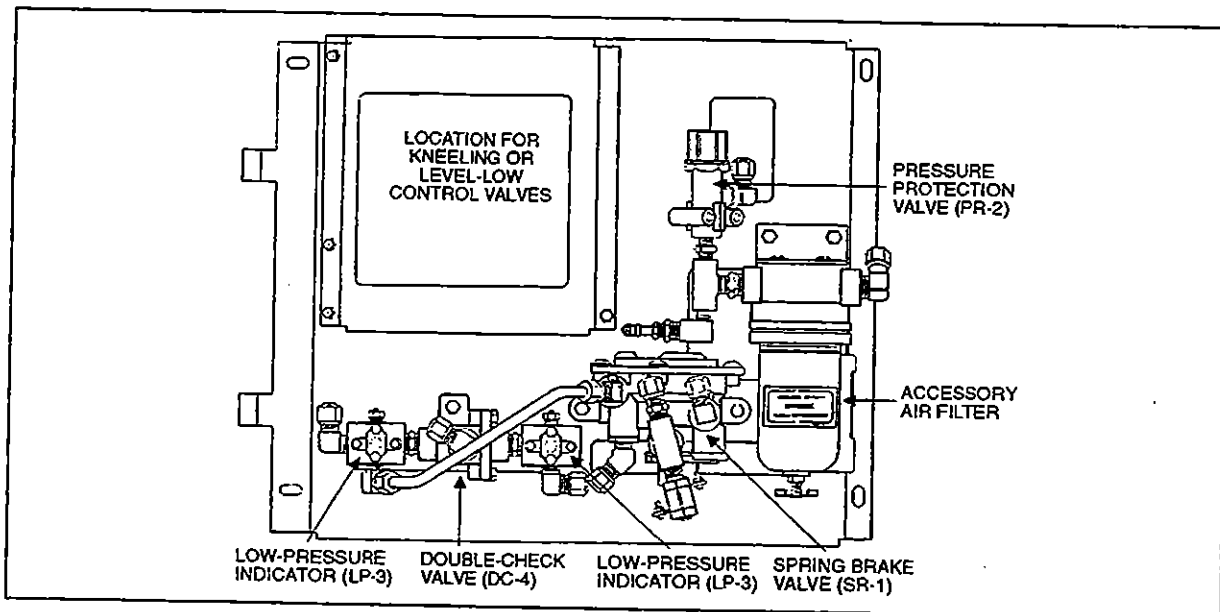 LOCATION FOR
KNEELING OR
LEVEL-LOW
CONTROL VALVES
PRESSURE
PROTECTION
VALVE (PR-2)
ACCESSORY
AIR FILTER
LOW-PRESSURE
INDICATOR (LP-3)
DOUBLE-CHECK
VALVE (DC-4)
LOW-PRESSURE
INDICATOR (LP-3)
SPRING BRAKE
VALVE (SR-1)